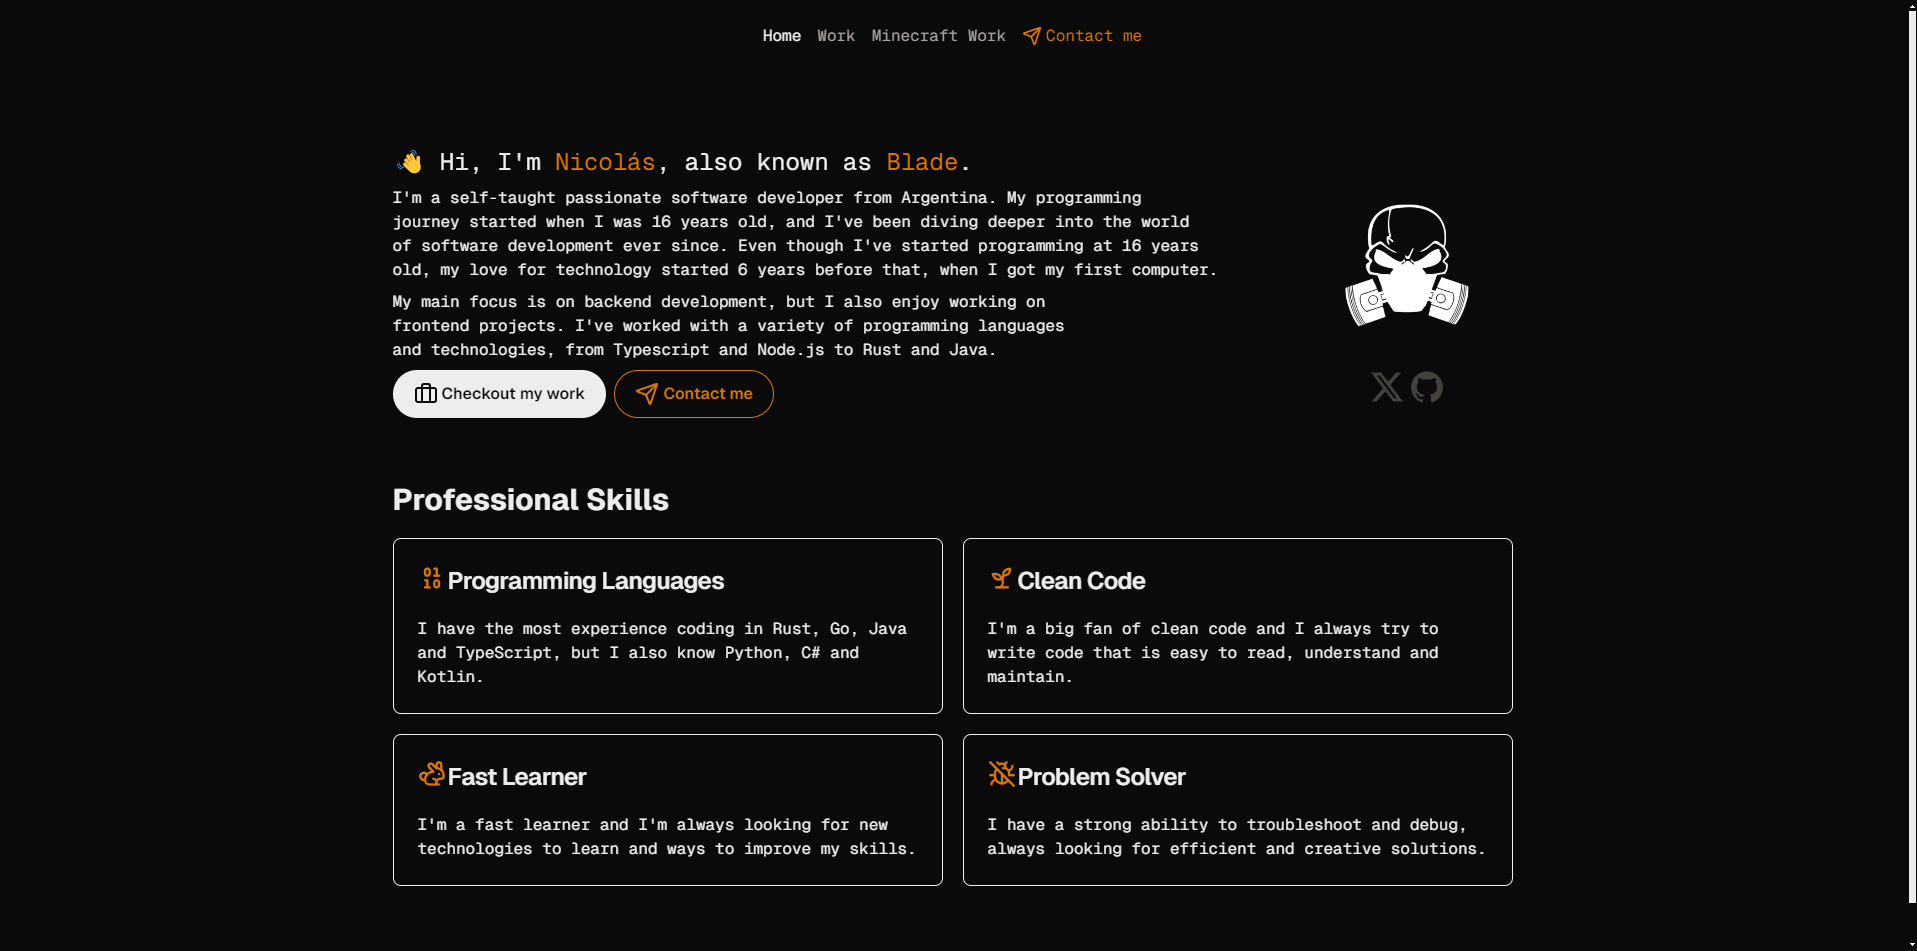 Home Work Minecraft Work Contact me
👋 Hi, I'm Nicolás, also known as Blade.
I'm a self-taught passionate software developer from Argentina. My programming
journey started when I was 16 years old, and I've been diving deeper into the world
of software development ever since. Even though I've started programming at 16 years
old, my love for technology started 6 years before that, when I got my first computer.
My main focus is on backend development, but I also enjoy working on
frontend projects. I've worked with a variety of programming languages
and technologies, from Typescript and Node.js to Rust and Java.
Checkout my work Contact me
Professional Skills
Programming Languages
I have the most experience coding in Rust, Go, Java
and TypeScript, but I also know Python, C# and
Kotlin.
Clean Code
I'm a big fan of clean code and I always try to
write code that is easy to read, understand and
maintain.
Fast Learner
I'm a fast learner and I'm always looking for new
technologies to learn and ways to improve my skills.
Problem Solver
I have a strong ability to troubleshoot and debug,
always looking for efficient and creative solutions.